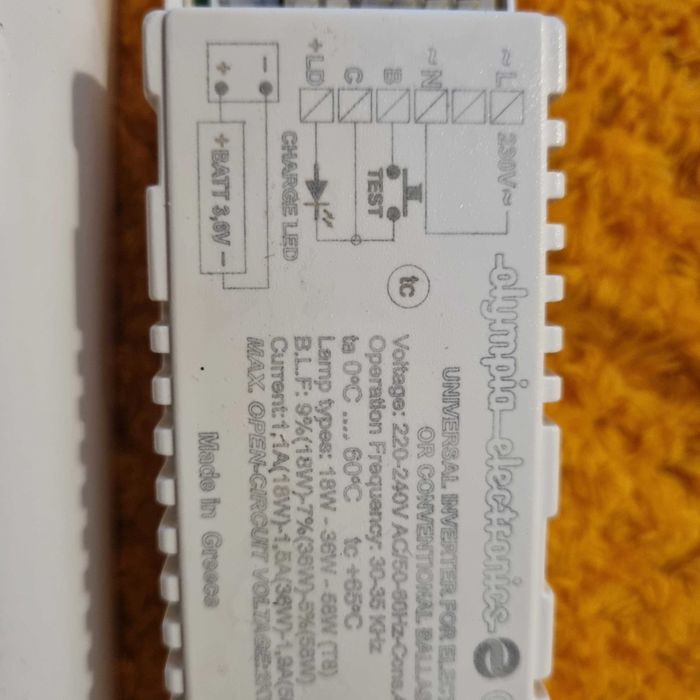 ~ L
~ N
B
C
+ LD
- +
230V~
TEST
CHARGE LED
+ BATT 3,6V -
tc
olympia electronics
UNIVERSAL INVERTER FOR ELECT
OR CONVENTIONAL BALLAS
Voltage: 220-240V AC/50-60Hz-Cons.
Operation Frequency: 30-35 KHz
ta 0°C .... 60°C tc +65°C
Lamp types: 18W - 36W - 58W (T8)
B.L.F: 9%(18W)-7%(36W)-5%(58W)
Current:1,1A(18W)-1,5A(36W)-1,9A(5
MAX. OPEN-CIRCUIT VOLTAGE:
Made in Greece